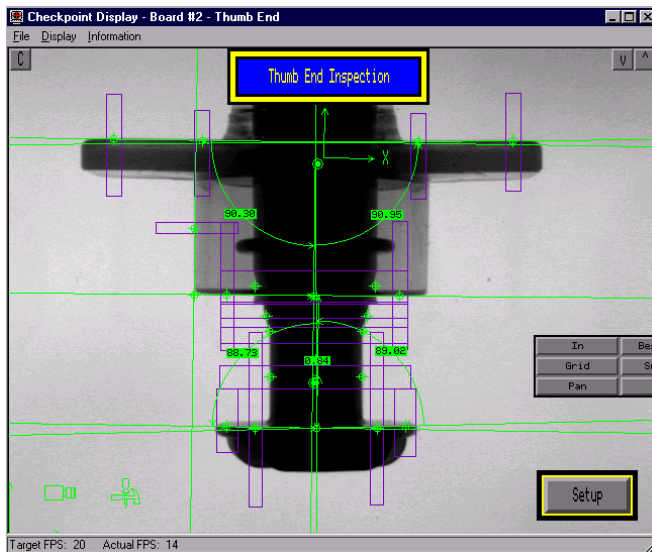 Checkpoint Display - Board #2 - Thumb End
File Display Information
C
V ^
Thumb End Inspection
X
90.30 90.95
88.73 0.84 89.02
In Be
Grid S
Pan
Setup
Target FPS: 20 Actual FPS: 14